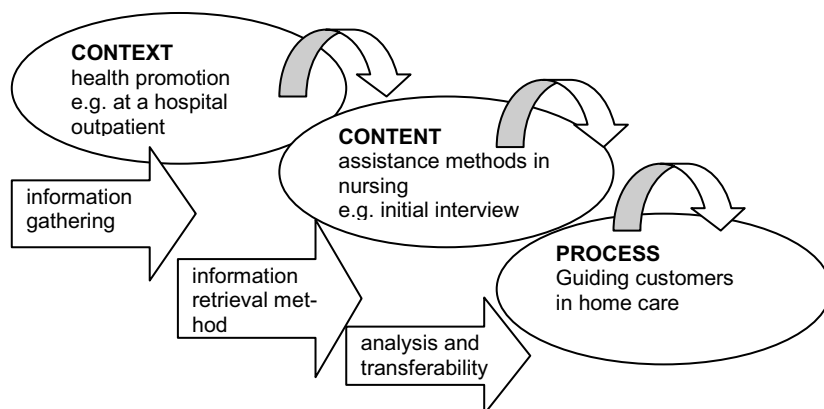 CONTEXT
health promotion
e.g. at a hospital
outpatient
CONTENT
assistance methods in
nursing
e.g. initial interview
PROCESS
Guiding customers
in home care
information
gathering
information
retrieval met-
hod
analysis and
transferability